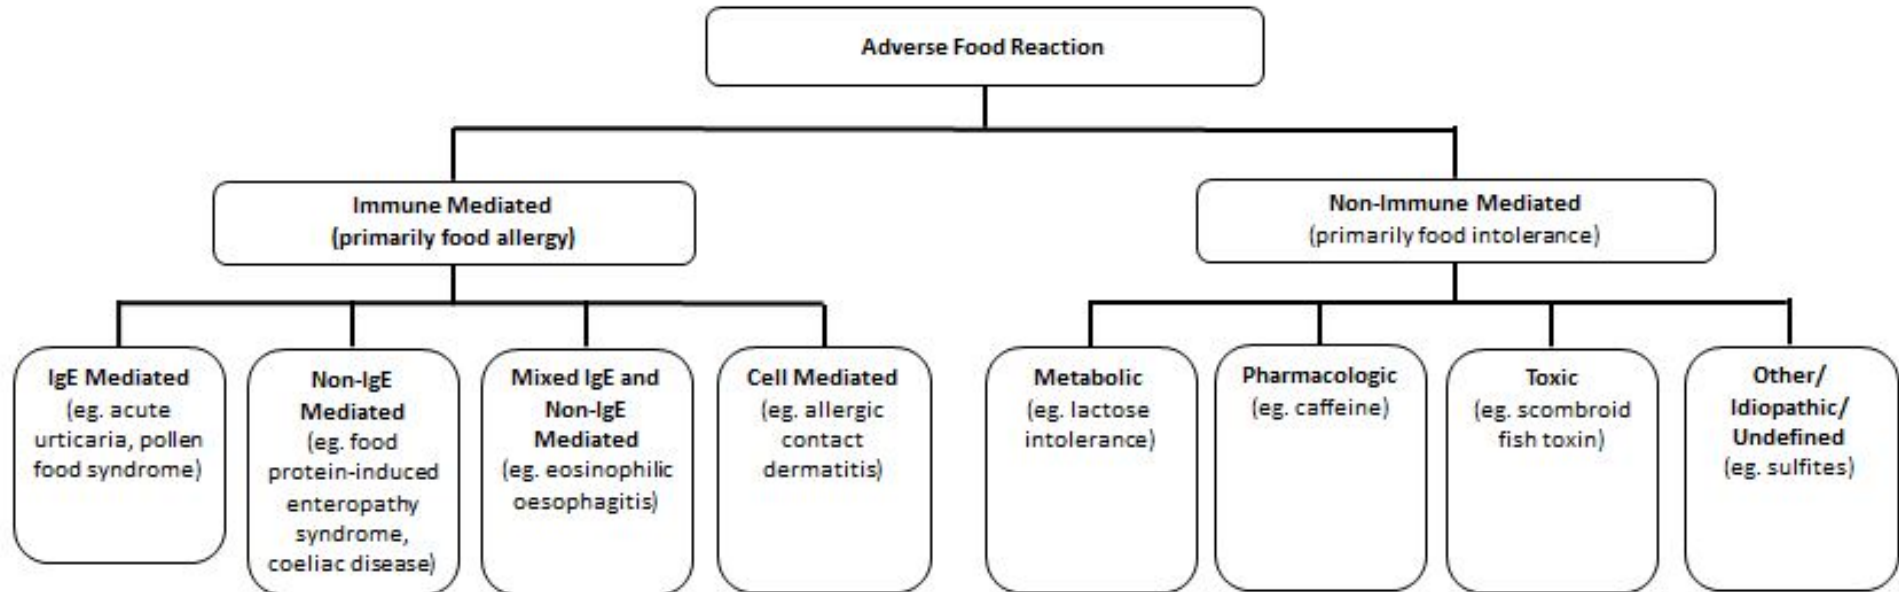 Adverse Food Reaction
Immune Mediated
(primarily food allergy)
Non-Immune Mediated
(primarily food intolerance)
IgE Mediated
(eg. acute
urticaria, pollen
food syndrome)
Non-IgE
Mediated
(eg. food
protein-induced
enteropathy
syndrome,
coeliac disease)
Mixed IgE and
Non-IgE
Mediated
(eg. eosinophilic
oesophagitis)
Cell Mediated
(eg. allergic
contact
dermatitis)
Metabolic
(eg. lactose
intolerance)
Pharmacologic
(eg. caffeine)
Toxic
(eg. scombroid
fish toxin)
Other/
Idiopathic/
Undefined
(eg. sulfites)